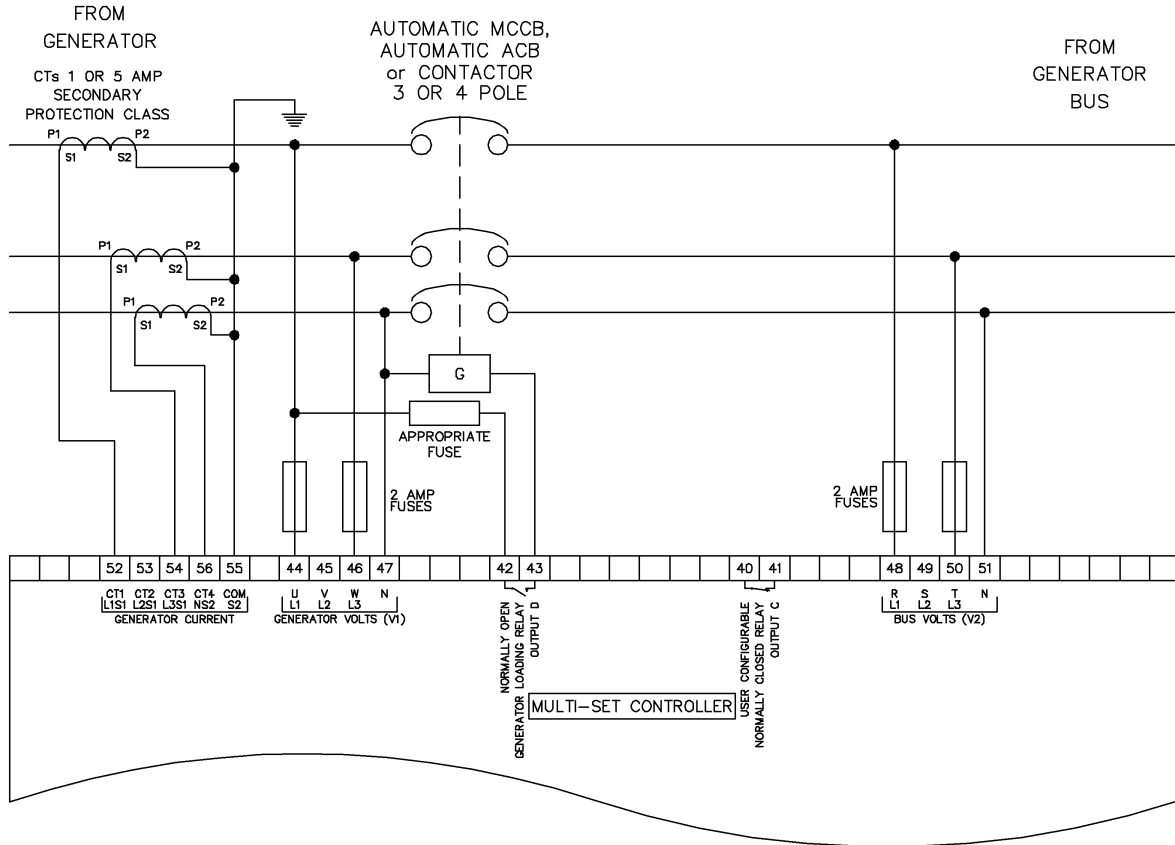 FROM
GENERATOR
CTs 1 OR 5 AMP
SECONDARY
PROTECTION CLASS
AUTOMATIC MCCB,
AUTOMATIC ACB
or CONTACTOR
3 OR 4 POLE
FROM
GENERATOR
BUS
P1 P2
S1 S2
P1 P2
S1 S2
P1 P2
S1 S2
G
APPROPRIATE
FUSE
2 AMP
FUSES
2 AMP
FUSES
52 53 54 56 55 44 45 46 47 42 43 40 41 48 49 50 51
CT1 CT2 CT3 CT4 COM
L1S1 L2S1 L3S1 NS2 S2
GENERATOR CURRENT
U V W N
L1 L2 L3
GENERATOR VOLTS (V1)
NORMALLY OPEN
GENERATOR LOADING RELAY
OUTPUT D
MULTI-SET CONTROLLER
USER CONFIGURABLE
NORMALLY CLOSED RELAY
OUTPUT C
R S T N
L1 L2 L3
BUS VOLTS (V2)